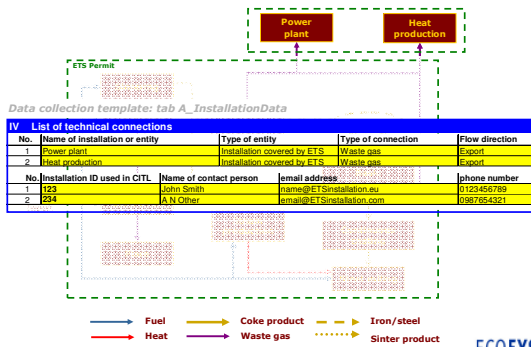 Power plant
Heat production
ETS Permit
Data collection template: tab A_InstallationData
IV List of technical connections
No. Name of installation or entity Type of entity Type of connection Flow direction
1 Power plant Installation covered by ETS Waste gas Export
2 Heat production Installation covered by ETS Waste gas Export
No. Installation ID used in CITL Name of contact person email address phone number
1 123 John Smith name@ETSinstallation.eu 0123456789
2 234 A N Other email@ETSinstallation.com 0987654321
Fuel Coke product Iron/steel
Heat Waste gas Sinter product